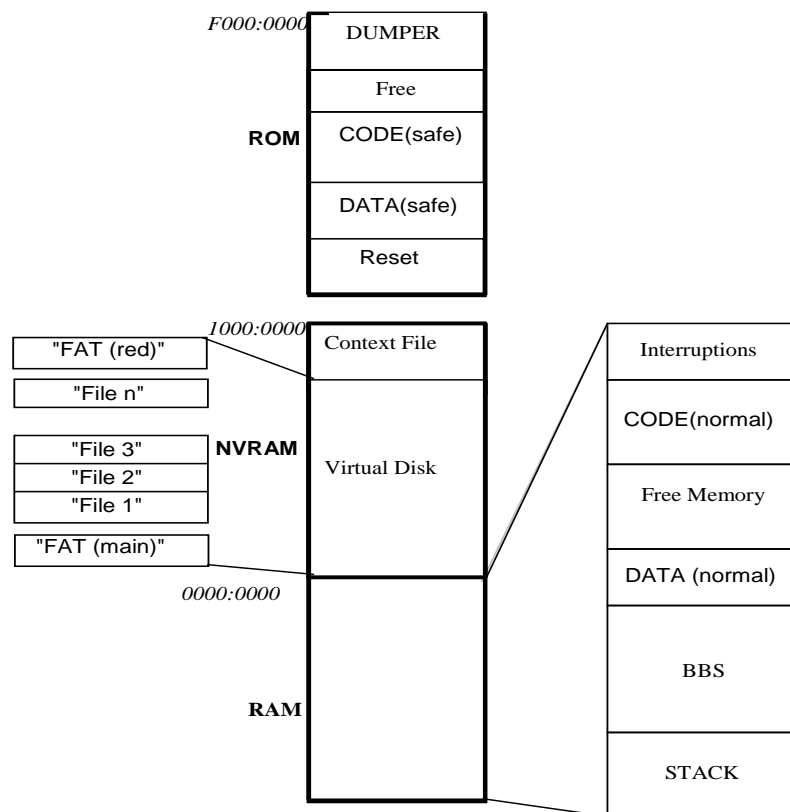 F000:0000
DUMPER
Free
ROM
CODE(safe)
DATA(safe)
Reset
1000:0000
Context File
"FAT (red)"
"File n"
"File 3"
NVRAM
"File 2"
Virtual Disk
"File 1"
"FAT (main)"
0000:0000
RAM
Interruptions
CODE(normal)
Free Memory
DATA (normal)
BBS
STACK